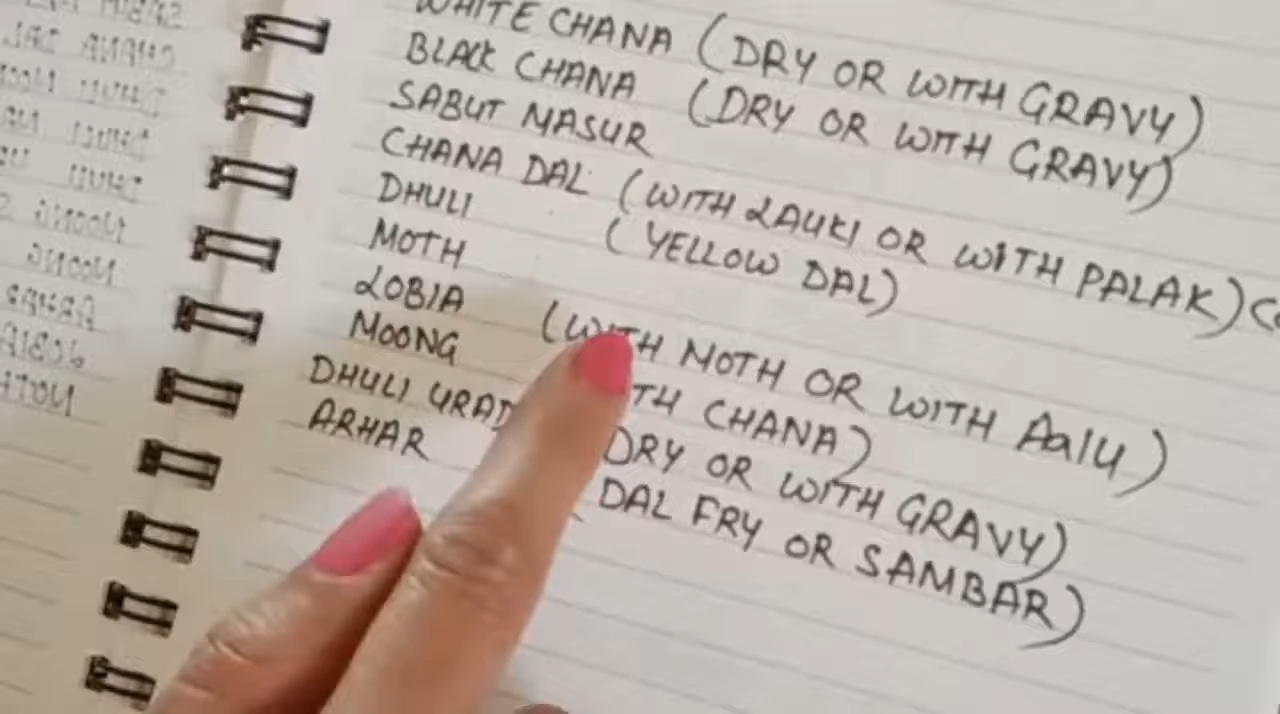 WHITE CHANA (DRY OR WITH GRAVY)
BLACK CHANA (DRY OR WITH GRAVY)
SABUT MASUR
CHANA DAL (WITH LAUKI OR WITH PALAK) (
DHULI (YELLOW DAL)
MOTH
LOBIA (WITH MOTH OR WITH AalU)
MOONG CHANA)
DHULI URAD DRY OR WITH GRAVY)
ARHAR DAL FRY OR SAMBAR)